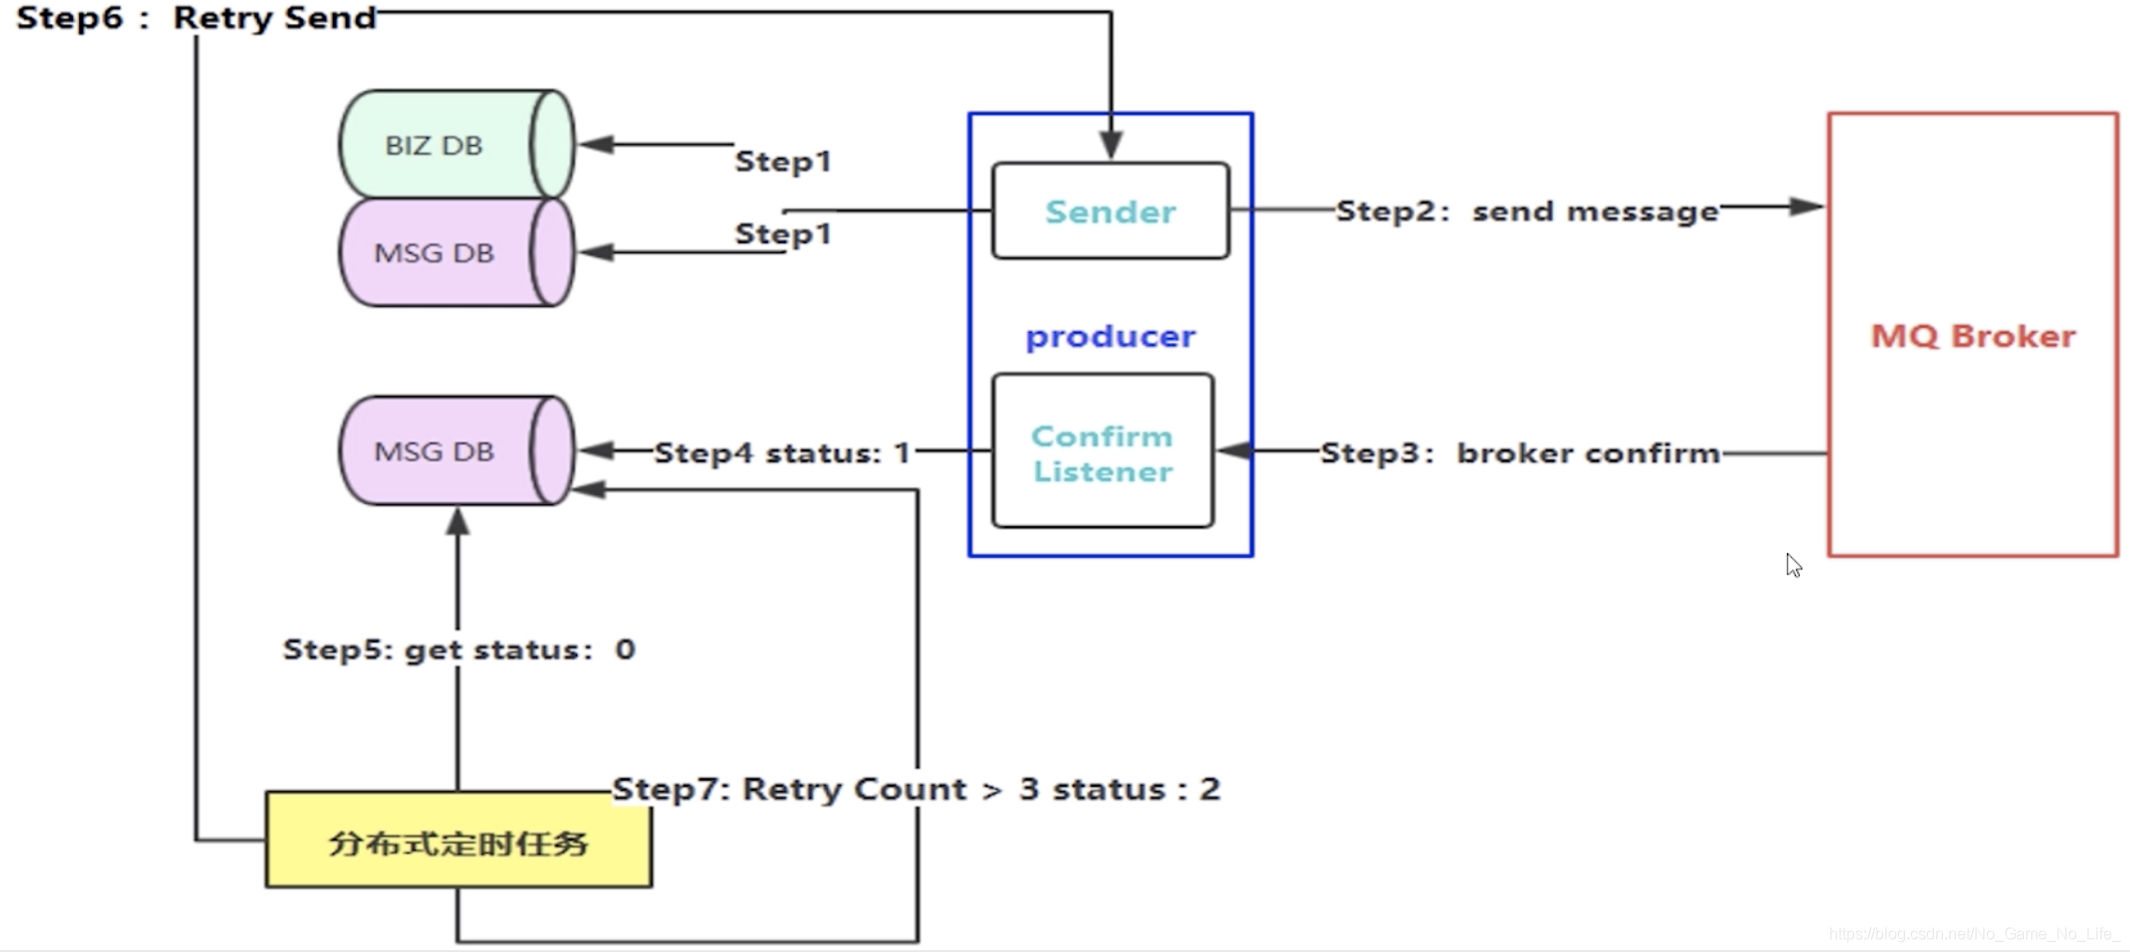 Step6： Retry Send
BIZ DB
Step1
MSG DB
Step1
Sender
Step2：send message
producer
MQ Broker
MSG DB
Step4 status: 1
Confirm
Listener
Step3：broker confirm
Step5: get status： 0
Step7: Retry Count > 3 status : 2
分布式定时任务
https://blog.csdn.net/No_Game_No_Life_